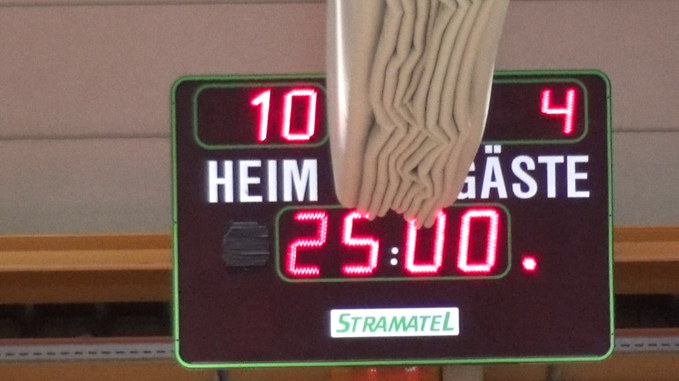 10 4
HEIM GÄSTE
25:00.
STRAMATEL